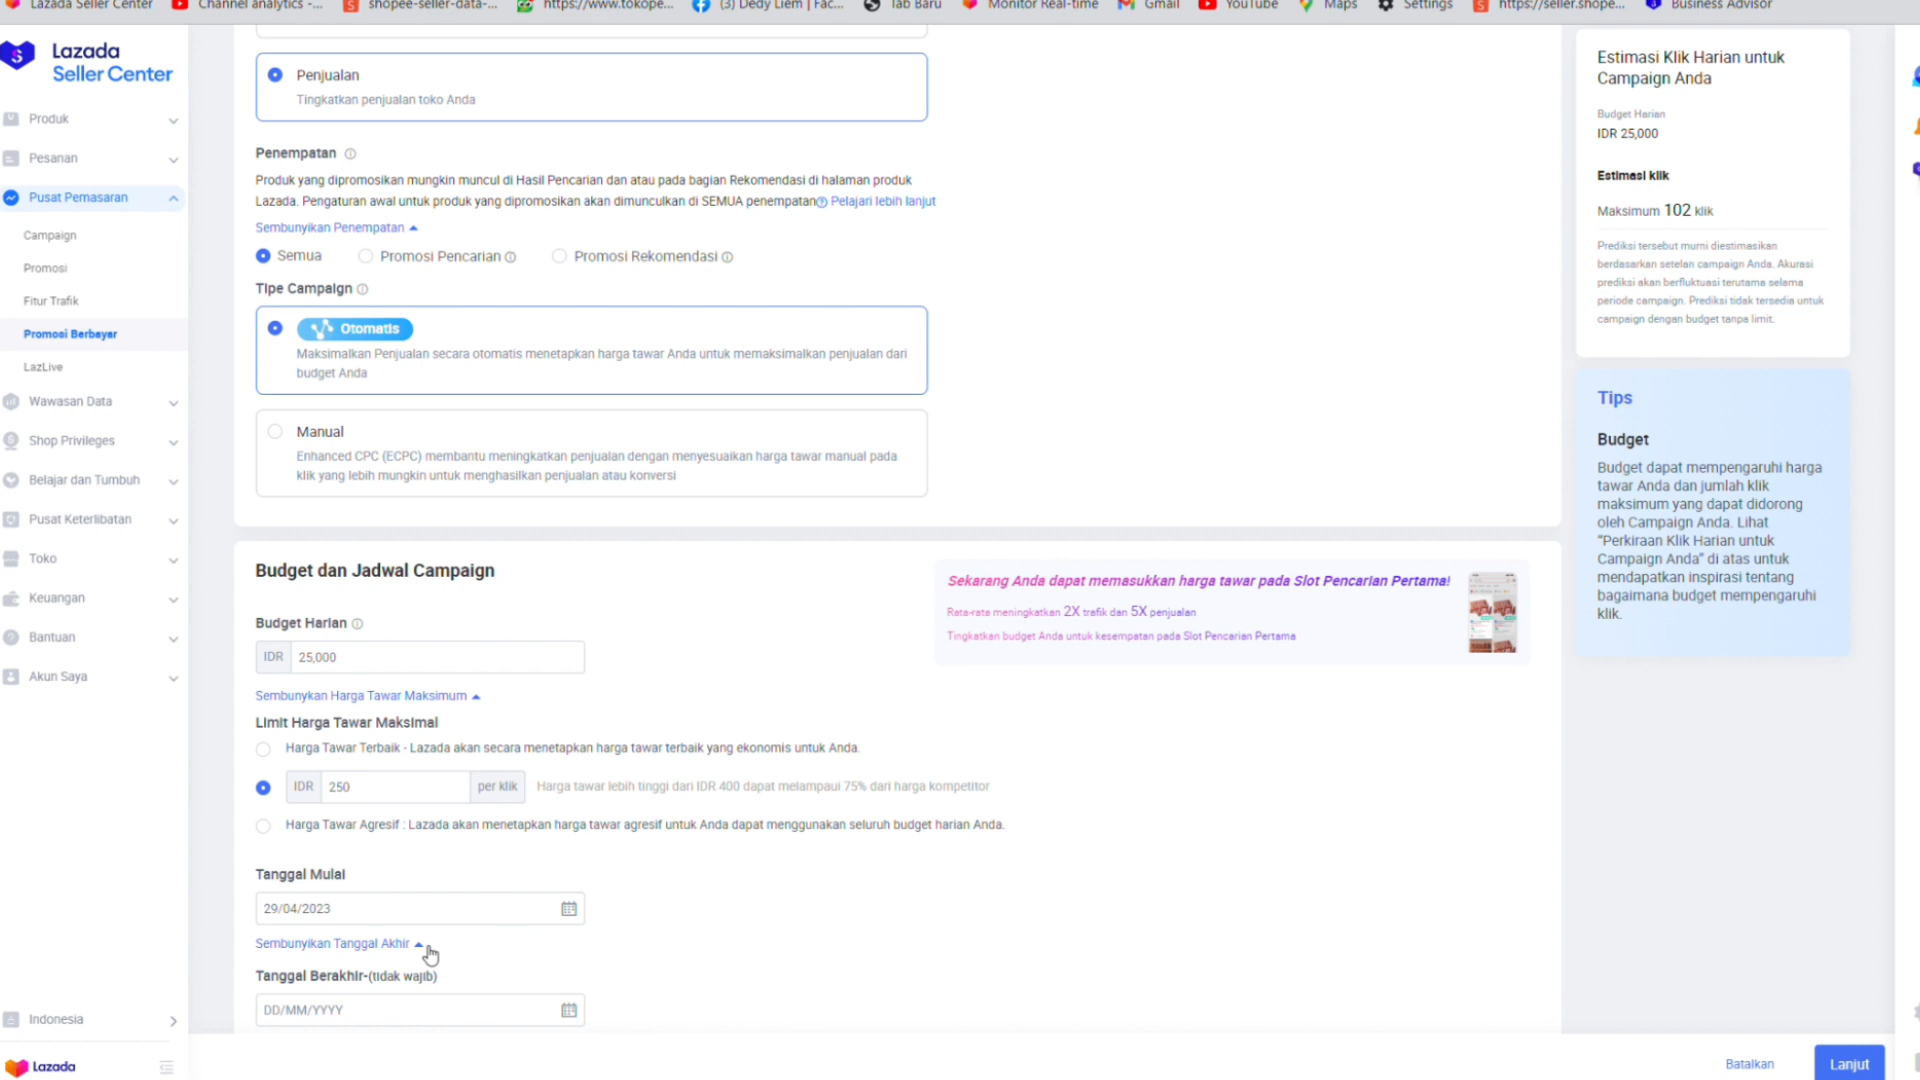 Lazada Seller Center
Channel analytics -...
shopee-seller-data-...
https://www.tokope...
(3) Dedy Liem | Fac...
Tab Baru
Monitor Real-time
Gmail
YouTube
Maps
Settings
https://seller.shope...
Business Advisor
Lazada
Seller Center
Produk
Pesanan
Pusat Pemasaran
Campaign
Promosi
Fitur Trafik
Promosi Berbayar
LazLive
Wawasan Data
Shop Privileges
Belajar dan Tumbuh
Pusat Keterlibatan
Toko
Keuangan
Bantuan
Akun Saya
Indonesia
Lazada
Penjualan
Tingkatkan penjualan toko Anda
Penempatan
Produk yang dipromosikan mungkin muncul di Hasil Pencarian dan atau pada bagian Rekomendasi di halaman produk
Lazada. Pengaturan awal untuk produk yang dipromosikan akan dimunculkan di SEMUA penempatan Pelajari lebih lanjut
Sembunyikan Penempatan
Semua
Promosi Pencarian
Promosi Rekomendasi
Tipe Campaign
Otomatis
Maksimalkan Penjualan secara otomatis menetapkan harga tawar Anda untuk memaksimalkan penjualan dari
budget Anda
Manual
Enhanced CPC (ECPC) membantu meningkatkan penjualan dengan menyesuaikan harga tawar manual pada
klik yang lebih mungkin untuk menghasilkan penjualan atau konversi
Budget dan Jadwal Campaign
Sekarang Anda dapat memasukkan harga tawar pada Slot Pencarian Pertama!
Rata-rata meningkatkan 2X trafik dan 5X penjualan
Tingkatkan budget Anda untuk kesempatan pada Slot Pencarian Pertama
Budget Harian
IDR 25,000
Sembunykan Harga Tawar Maksimum
Limit Harga Tawar Maksimal
Harga Tawar Terbaik - Lazada akan secara menetapkan harga tawar terbaik yang ekonomis untuk Anda.
IDR 250 per klik Harga tawar lebih tinggi dari IDR 400 dapat melampaui 75% dari harga kompetitor
Harga Tawar Agresif : Lazada akan menetapkan harga tawar agresif untuk Anda dapat menggunakan seluruh budget harian Anda.
Tanggal Mulai
29/04/2023
Sembunyikan Tanggal Akhir
Tanggal Berakhir-(tidak wajib)
DD/MM/YYYY
Batalkan
Lanjut
Estimasi Klik Harian untuk
Campaign Anda
Budget Harian
IDR 25,000
Estimasi klik
Maksimum 102 klik
Prediksi tersebut murni diestimasikan
berdasarkan setelan campaign Anda. Akurasi
prediksi akan berfluktuasi terutama selama
periode campaign. Prediksi tidak tersedia untuk
campaign dengan budget tanpa limit.
Tips
Budget
Budget dapat mempengaruhi harga
tawar Anda dan jumlah klik
maksimum yang dapat didorong
oleh Campaign Anda. Lihat
"Perkiraan Klik Harian untuk
Campaign Anda" di atas untuk
mendapatkan inspirasi tentang
bagaimana budget mempengaruhi
klik.